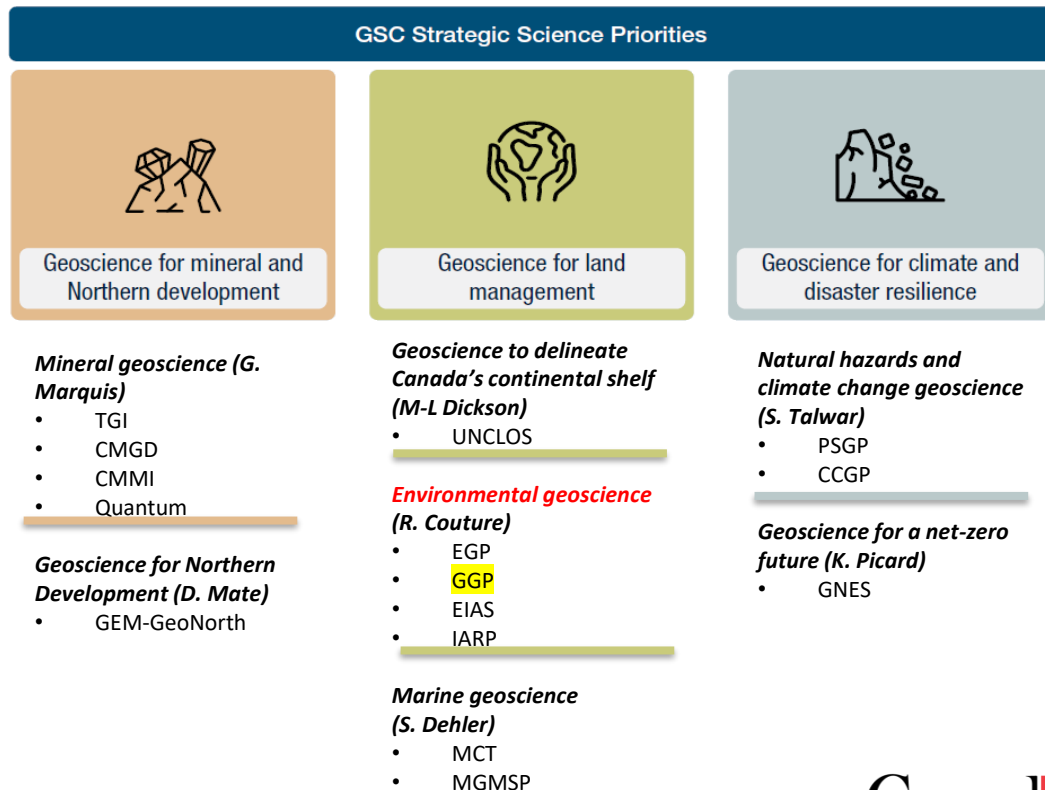 GSC Strategic Science Priorities
Geoscience for mineral and
Northern development
Mineral geoscience (G.
Marquis)
• TGI
• CMGD
• CMMI
• Quantum
Geoscience for Northern
Development (D. Mate)
• GEM-GeoNorth
Geoscience for land
management
Geoscience to delineate
Canada's continental shelf
(M-L Dickson)
• UNCLOS
Environmental geoscience
(R. Couture)
• EGP
• GGP
• EIAS
• IARP
Marine geoscience
(S. Dehler)
• MCT
• MGMSP
Geoscience for climate and
disaster resilience
Natural hazards and
climate change geoscience
(S. Talwar)
• PSGP
• CCGP
Geoscience for a net-zero
future (K. Picard)
• GNES